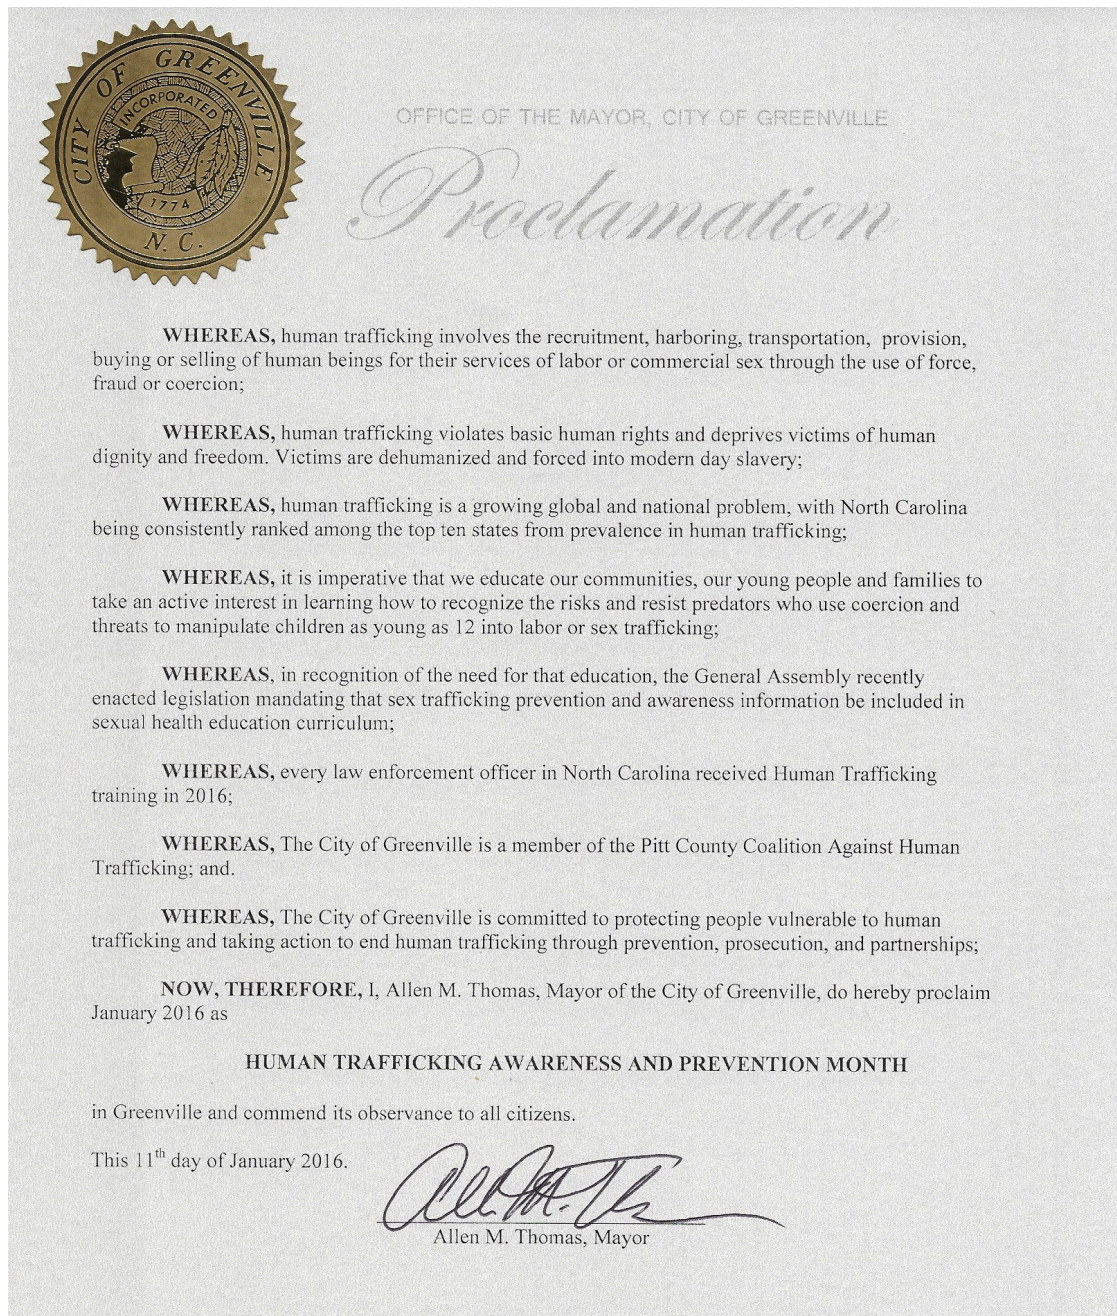 CITY OF GREENVILLE
INCORPORATED
1774
N. C.
OFFICE OF THE MAYOR, CITY OF GREENVILLE
Proclamation
WHEREAS, human trafficking involves the recruitment, harboring, transportation, provision,
buying or selling of human beings for their services of labor or commercial sex through the use of force,
fraud or coercion;
WHEREAS, human trafficking violates basic human rights and deprives victims of human
dignity and freedom. Victims are dehumanized and forced into modern day slavery;
WHEREAS, human trafficking is a growing global and national problem, with North Carolina
being consistently ranked among the top ten states from prevalence in human trafficking;
WHEREAS, it is imperative that we educate our communities, our young people and families to
take an active interest in learning how to recognize the risks and resist predators who use coercion and
threats to manipulate children as young as 12 into labor or sex trafficking;
WHEREAS, in recognition of the need for that education, the General Assembly recently
enacted legislation mandating that sex trafficking prevention and awareness information be included in
sexual health education curriculum;
WHEREAS, every law enforcement officer in North Carolina received Human Trafficking
training in 2016;
WHEREAS, The City of Greenville is a member of the Pitt County Coalition Against Human
Trafficking; and.
WHEREAS, The City of Greenville is committed to protecting people vulnerable to human
trafficking and taking action to end human trafficking through prevention, prosecution, and partnerships;
NOW, THEREFORE, I, Allen M. Thomas, Mayor of the City of Greenville, do hereby proclaim
January 2016 as
HUMAN TRAFFICKING AWARENESS AND PREVENTION MONTH
in Greenville and commend its observance to all citizens.
This 11th day of January 2016.
Allen M. Thomas, Mayor